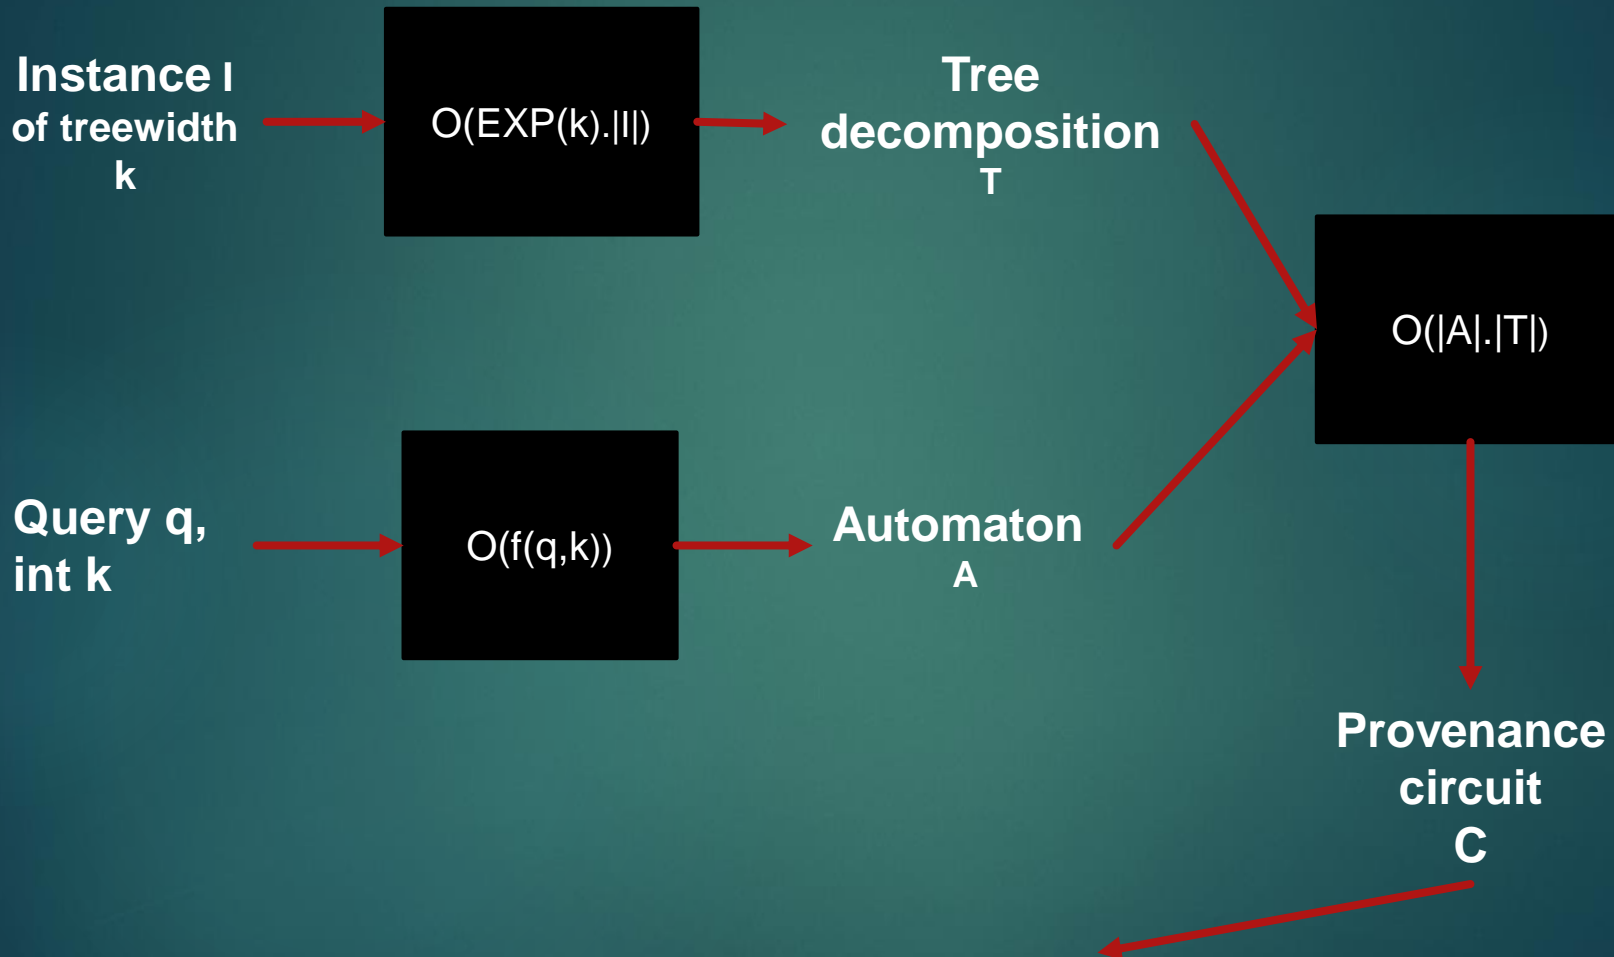 Instance I
of treewidth
k
O(EXP(k).|I|)
Tree
decomposition
T
O(|A|.|T|)
Query q,
int k
O(f(q,k))
Automaton
A
Provenance
circuit
C